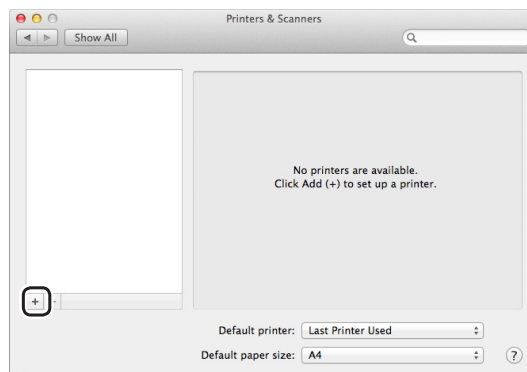 Printers & Scanners
Show All
No printers are available.
Click Add (+) to set up a printer.
+ -
Default printer: Last Printer Used
Default paper size: A4
?